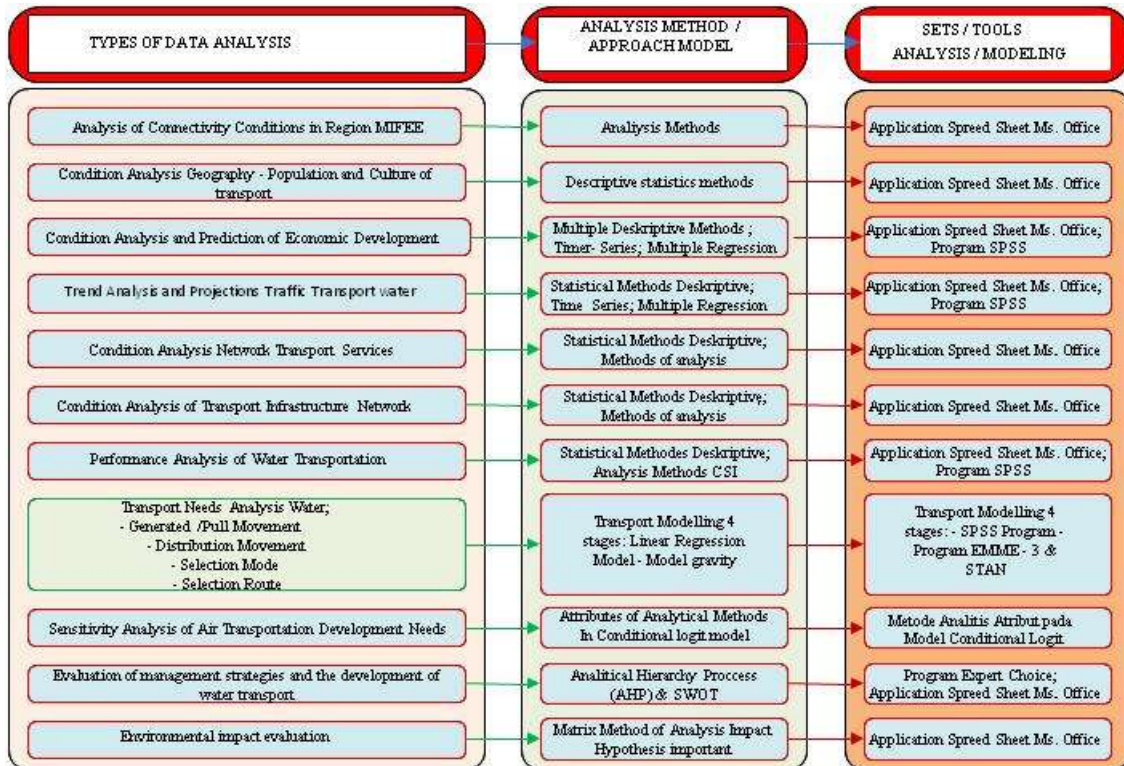 TYPES OF DATA ANALYSIS
ANALYSIS METHOD /
APPROACH MODEL
SETS / TOOLS
ANALYSIS / MODELING
Analysis of Connectivity Conditions in Region MIFEE
Analiysis Methods
Application Spreed Sheet Ms. Office
Condition Analysis Geography - Population and Culture of
transport
Descriptive statistics methods
Application Spreed Sheet Ms. Office
Condition Analysis and Prediction of Economic Development
Multiple Deskriptive Methods ;
Timer- Series; Multiple Regression
Application Spreed Sheet Ms. Office;
Program SPSS
Trend Analysis and Projections Traffic Transport water
Statistical Methods Deskriptive;
Time Series; Multiple Regression
Application Spreed Sheet Ms. Office;
Program SPSS
Condition Analysis Network Transport Services
Statistical Methods Deskriptive;
Methods of analysis
Application Spreed Sheet Ms. Office
Condition Analysis of Transport Infrastructure Network
Statistical Methods Deskriptive;
Methods of analysis
Application Spreed Sheet Ms. Office
Performance Analysis of Water Transportation
Statistical Methodes Deskriptive;
Analysis Methods CSI
Application Spreed Sheet Ms. Office;
Program SPSS
Transport Needs Analysis Water;
- Generated /Pull Movement
- Distribution Movement
- Selection Mode
- Selection Route
Transport Modelling 4
stages: Linear Regression
Model - Model gravity
Transport Modelling 4
stages: - SPSS Program -
Program EMME - 3 &
STAN
Sensitivity Analysis of Air Transportation Development Needs
Attributes of Analytical Methods
In Conditional logit model
Metode Analitis Atribut pada
Model Conditional Logit
Evaluation of management strategies and the development of
water transport
Analitical Hierarchy Proccess
(AHP) & SWOT
Program Expert Choice;
Application Spreed Sheet Ms. Office
Environmental impact evaluation
Matrix Method of Analysis Impact
Hypothesis important
Application Spreed Sheet Ms. Office